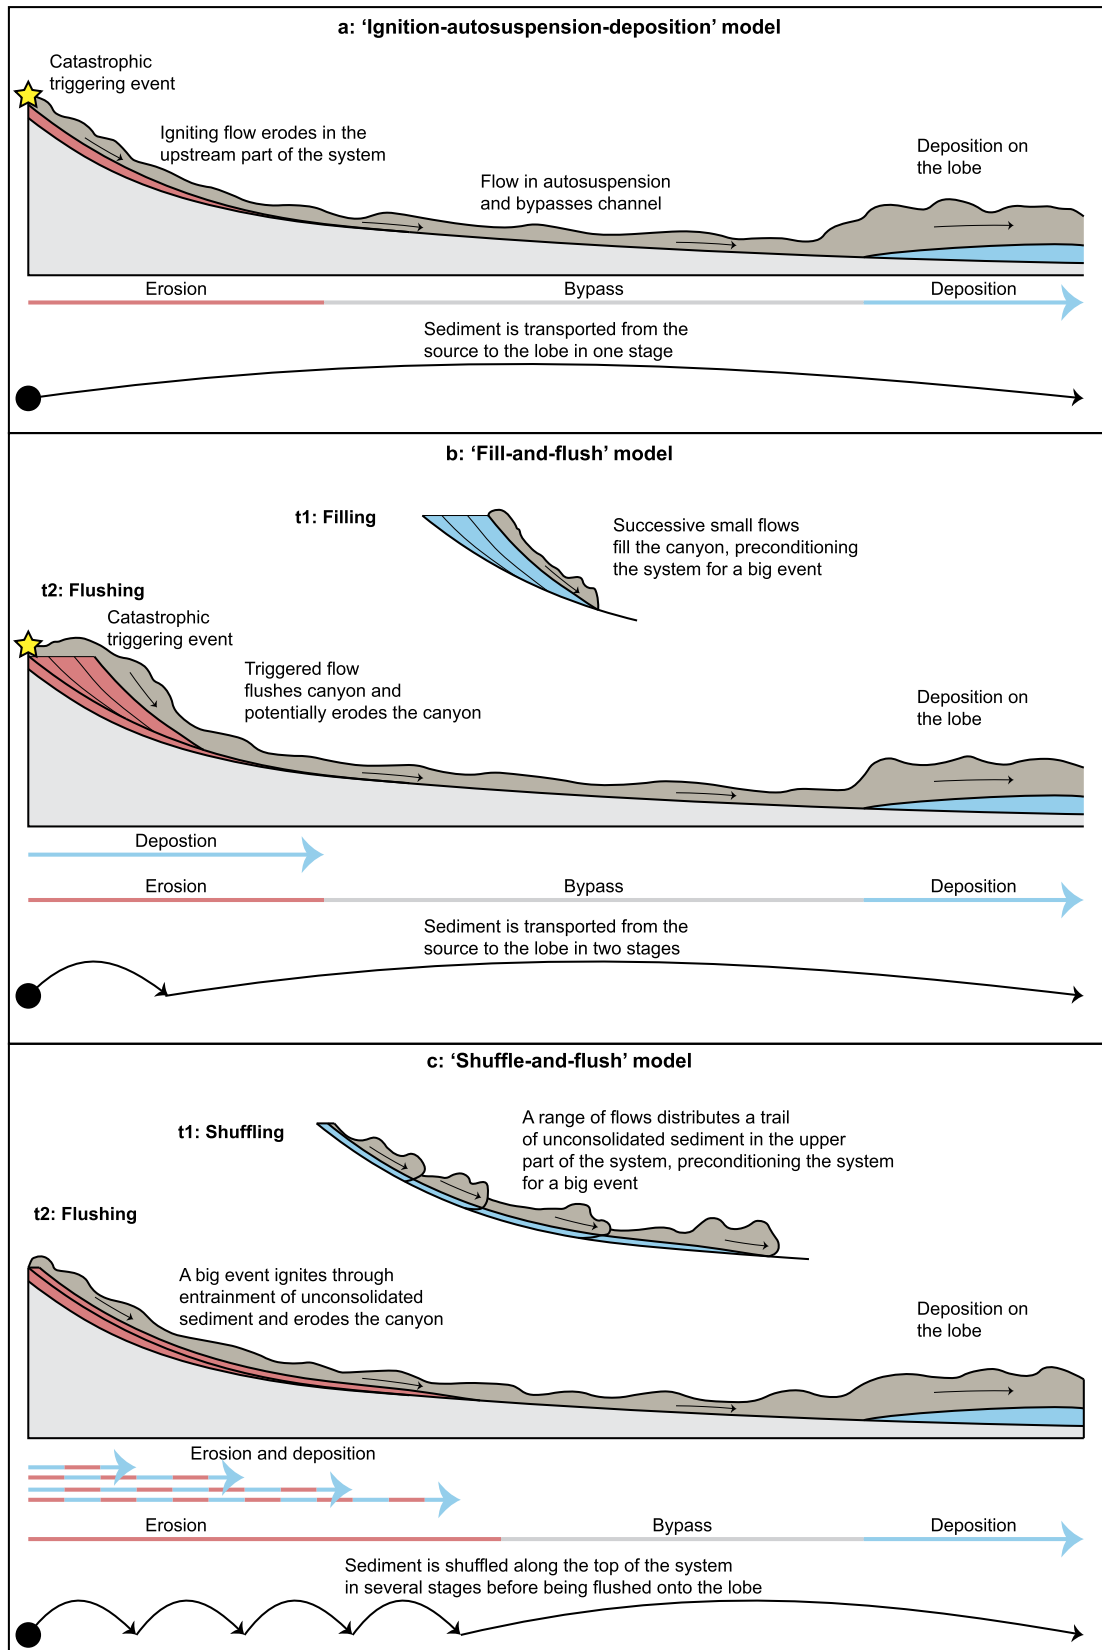 a: ‘Ignition-autosuspension-deposition’ model
Catastrophic
triggering event
Igniting flow erodes in the
upstream part of the system
Flow in autosuspension
and bypasses channel
Deposition on
the lobe
Erosion
Bypass
Deposition
Sediment is transported from the
source to the lobe in one stage
b: ‘Fill-and-flush’ model
t1: Filling
Successive small flows
fill the canyon, preconditioning
the system for a big event
t2: Flushing
Catastrophic
triggering event
Triggered flow
flushes canyon and
potentially erodes the canyon
Deposition on
the lobe
Depostion
Erosion
Bypass
Deposition
Sediment is transported from the
source to the lobe in two stages
c: ‘Shuffle-and-flush’ model
t1: Shuffling
A range of flows distributes a trail
of unconsolidated sediment in the upper
part of the system, preconditioning the system
for a big event
t2: Flushing
A big event ignites through
entrainment of unconsolidated
sediment and erodes the canyon
Deposition on
the lobe
Erosion and deposition
Erosion
Bypass
Deposition
Sediment is shuffled along the top of the system
in several stages before being flushed onto the lobe